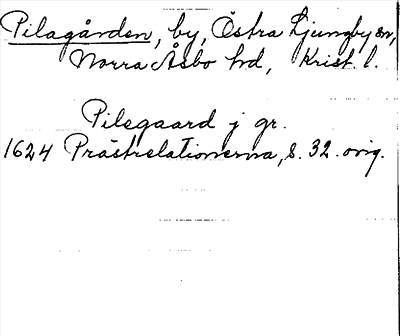 Pilagården, by, Östra Ljungby sn,
Norra Åsbo hd, Krist. l.
Pilegaard j gr.
1624 Prästrelationerna, s. 32. orig.